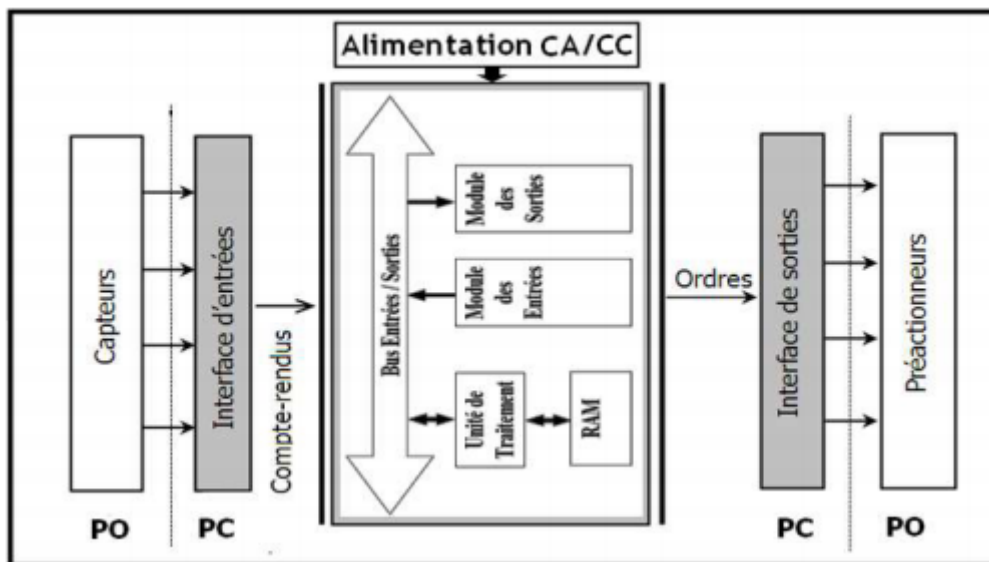 Alimentation CA/CC
Capteurs
Interface d'entrées
Compte-rendus
Bus Entrées / Sorties
Module
des
Sorties
Module
des
Entrées
Unité de
Traitement
RAM
Ordres
Interface de sorties
Préactionneurs
PO
PC
PC
PO